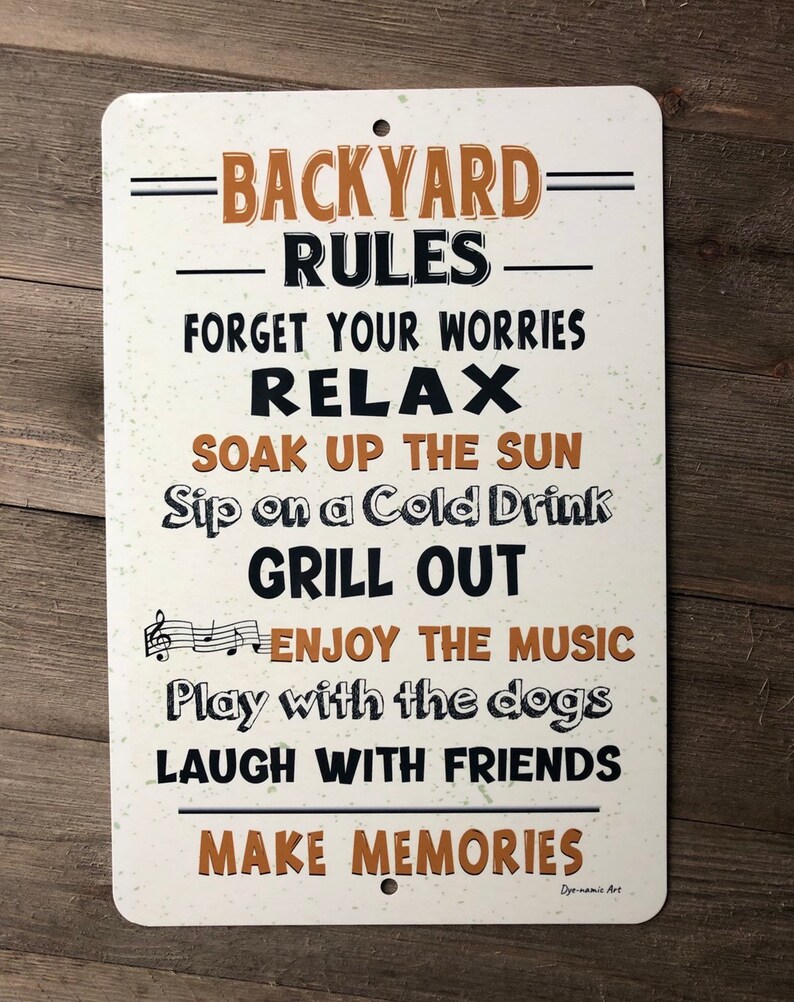 BACKYARD
RULES
FORGET YOUR WORRIES
RELAX
SOAK UP THE SUN
Sip on a Cold Drink
GRILL OUT
ENJOY THE MUSIC
Play with the dogs
LAUGH WITH FRIENDS
MAKE MEMORIES
Dye-namic Art